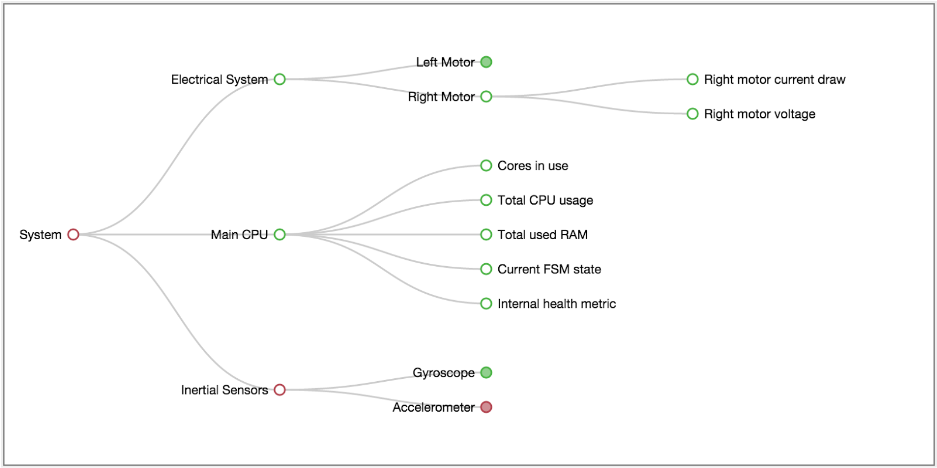 Left Motor
Electrical System
Right motor current draw
Right Motor
Right motor voltage
Cores in use
Total CPU usage
System
Main CPU
Total used RAM
Current FSM state
Internal health metric
Gyroscope
Inertial Sensors
Accelerometer